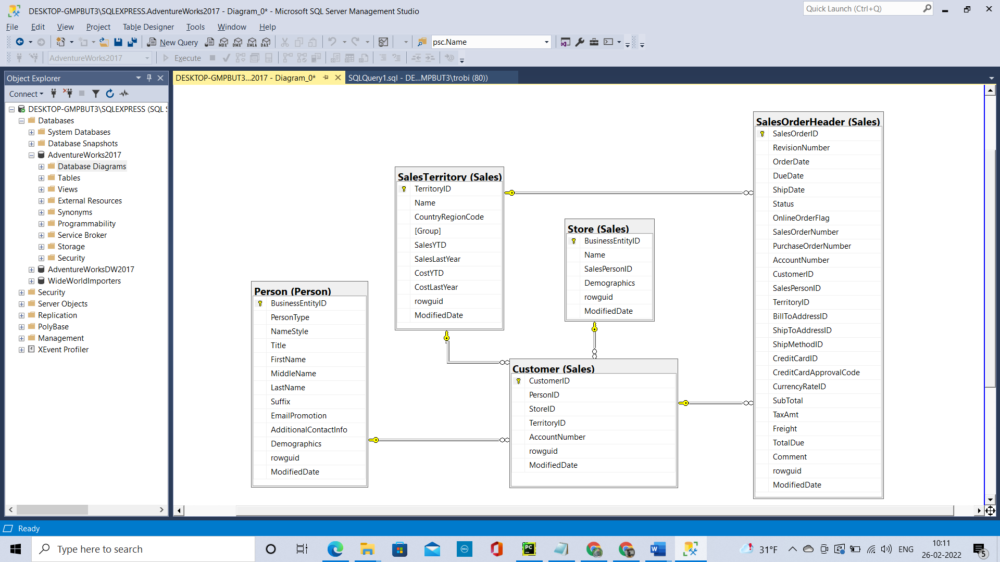 DESKTOP-GMPBUT3\SQLEXPRESS.AdventureWorks2017 - Diagram_0* - Microsoft SQL Server Management Studio
Quick Launch (Ctrl+Q)
File Edit View Project Table Designer Tools Window Help
New Query MDX DMX XMLA DAX psc.Name
AdventureWorks2017 Execute
Object Explorer
Connect
DESKTOP-GMPBUT3\SQLEXPRESS (SQL S
Databases
System Databases
Database Snapshots
AdventureWorks2017
Database Diagrams
Tables
Views
External Resources
Synonyms
Programmability
Service Broker
Storage
Security
AdventureWorksDW2017
WideWorldImporters
Security
Server Objects
Replication
PolyBase
Management
XEvent Profiler
DESKTOP-GMPBUT3...2017 - Diagram_0*
SQLQuery1.sql - DE...MPBUT3\trobi (80))
Person (Person)
BusinessEntityID
PersonType
NameStyle
Title
FirstName
MiddleName
LastName
Suffix
EmailPromotion
AdditionalContactInfo
Demographics
rowguid
ModifiedDate
SalesTerritory (Sales)
TerritoryID
Name
CountryRegionCode
[Group]
SalesYTD
SalesLastYear
CostYTD
CostLastYear
rowguid
ModifiedDate
Store (Sales)
BusinessEntityID
Name
SalesPersonID
Demographics
rowguid
ModifiedDate
Customer (Sales)
CustomerID
PersonID
StoreID
TerritoryID
AccountNumber
rowguid
ModifiedDate
SalesOrderHeader (Sales)
SalesOrderID
RevisionNumber
OrderDate
DueDate
ShipDate
Status
OnlineOrderFlag
SalesOrderNumber
PurchaseOrderNumber
AccountNumber
CustomerID
SalesPersonID
TerritoryID
BillToAddressID
ShipToAddressID
ShipMethodID
CreditCardID
CreditCardApprovalCode
CurrencyRateID
SubTotal
TaxAmt
Freight
TotalDue
Comment
rowguid
ModifiedDate
Ready
Type here to search
DELL
PC
W
31°F
ENG
10:11
26-02-2022
5